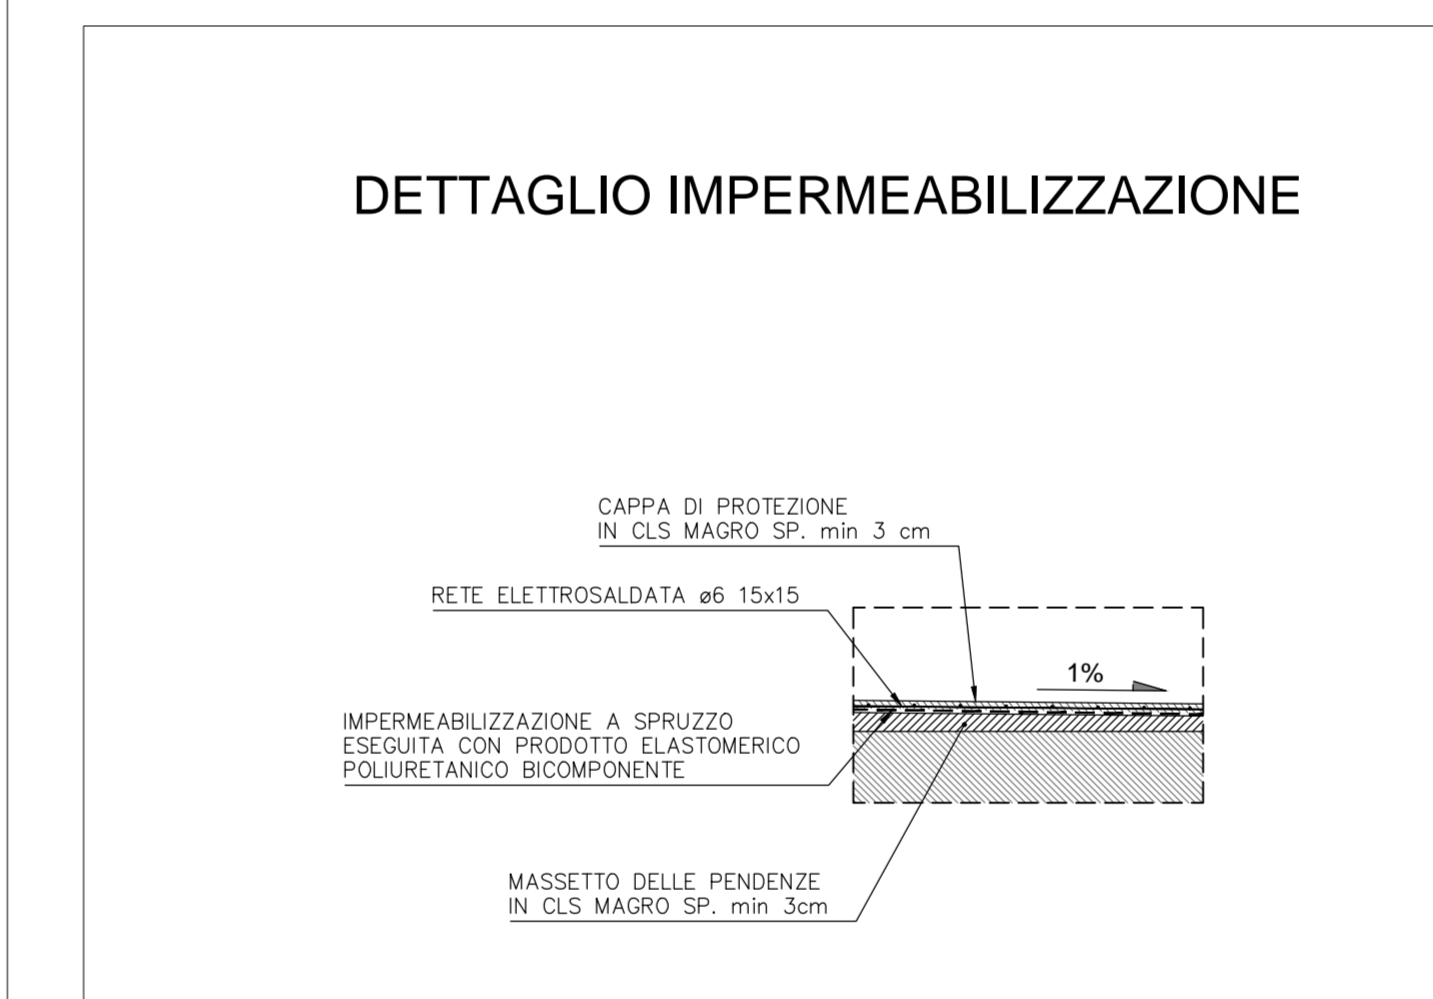 DETTAGLIO IMPERMEABILIZZAZIONE
CAPPA DI PROTEZIONE
IN CLS MAGRO SP. min 3 cm
RETE ELETTROSALDATA ø6 15x15
1%
IMPERMEABILIZZAZIONE A SPRUZZO
ESEGUITA CON PRODOTTO ELASTOMERICO
POLIURETANICO BICOMPONENTE
MASSETTO DELLE PENDENZE
IN CLS MAGRO SP. min 3cm